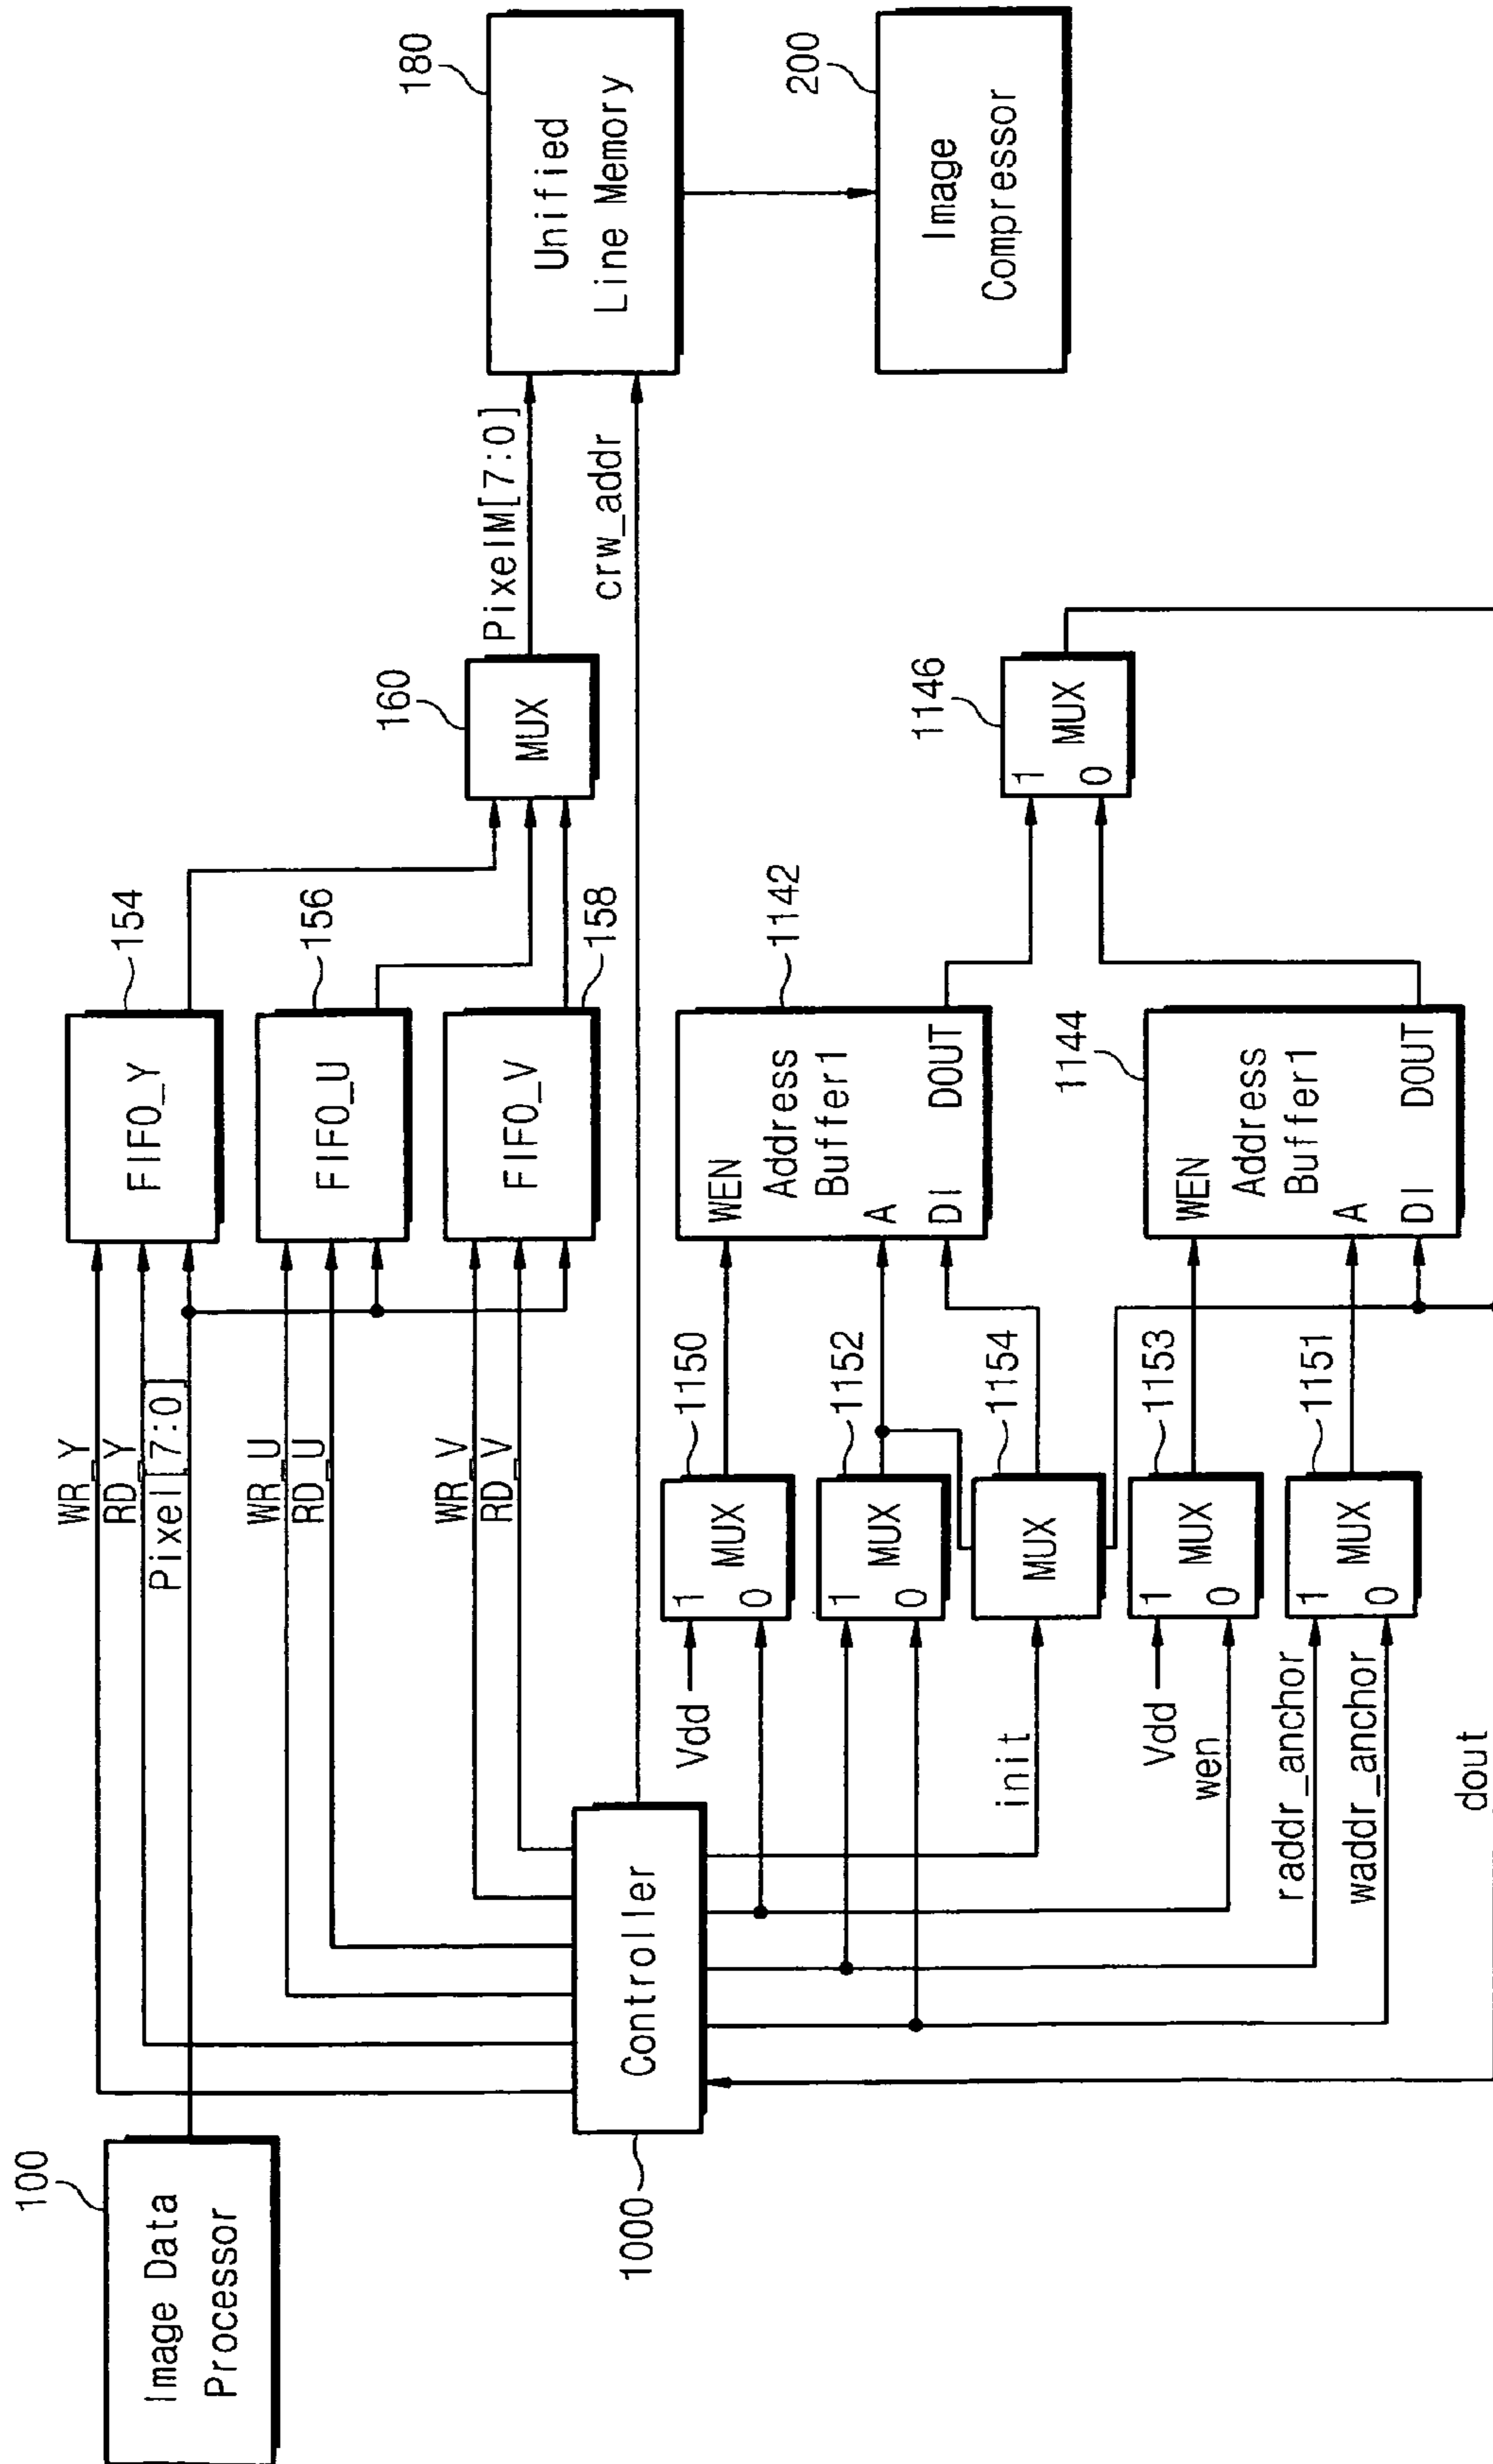 100
Image Data
Processor
WR_Y
RD_Y
Pixel[7:0]
WR_U
RD_U
WR_V
RD_V
FIFO_Y
154
FIFO_U
156
FIFO_V
158
160
MUX
PixelM[7:0]
crw_addr
180
Unified
Line Memory
200
Image
Compressor
Controller
1000
Vdd
1
0
MUX
1150
1
0
MUX
1152
init
MUX
1154
Vdd
wen
1
0
MUX
1153
raddr_anchor
waddr_anchor
1
0
MUX
1151
WEN
Address
Buffer1
A
DI
DOUT
1142
WEN
Address
Buffer1
A
DI
DOUT
1144
1
0
MUX
1146
dout